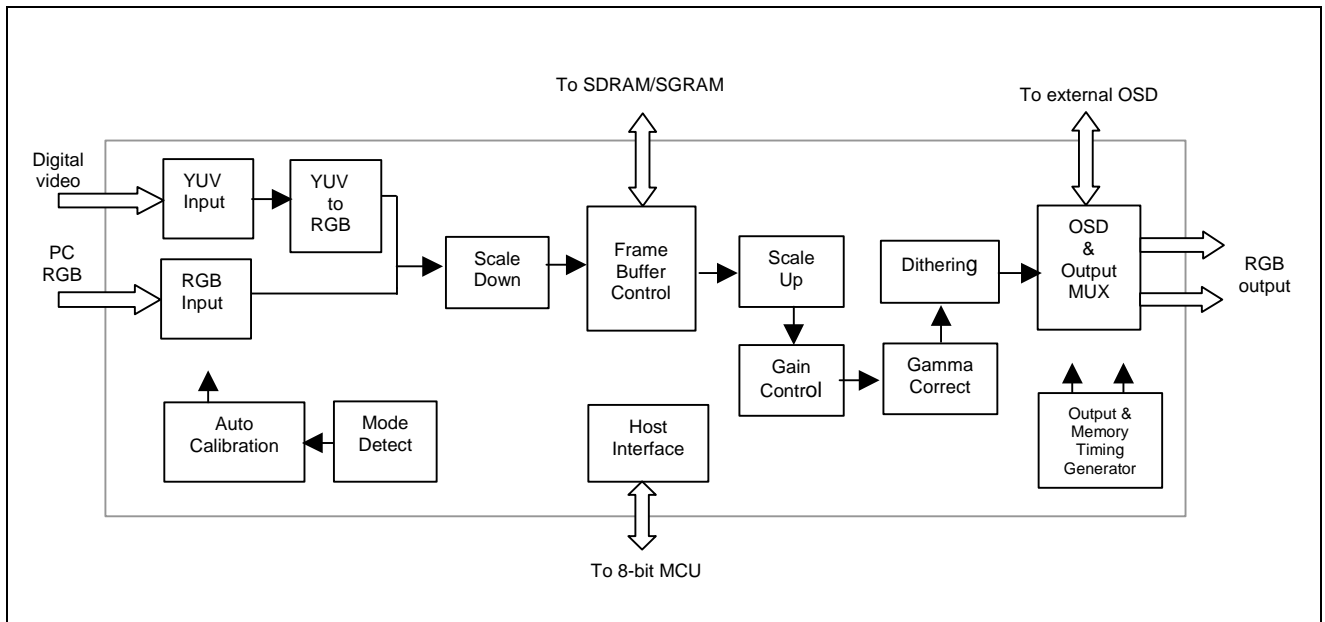 To SDRAM/SGRAM
To external OSD
Digital
video
YUV
Input
YUV
to
RGB
PC
RGB
RGB
Input
Scale
Down
Frame
Buffer
Control
Scale
Up
Dithering
OSD
&
Output
MUX
RGB
output
Gain
Control
Gamma
Correct
Auto
Calibration
Mode
Detect
Host
Interface
Output &
Memory
Timing
Generator
To 8-bit MCU